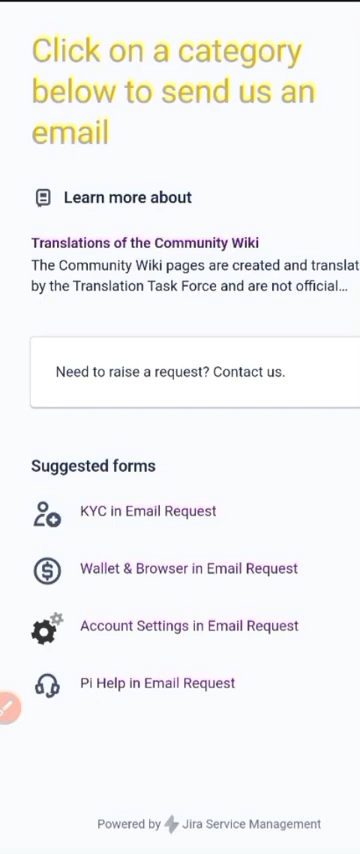 Click on a category
below to send us an
email
Learn more about
Translations of the Community Wiki
The Community Wiki pages are created and translat
by the Translation Task Force and are not official...
Need to raise a request? Contact us.
Suggested forms
KYC in Email Request
Wallet & Browser in Email Request
Account Settings in Email Request
Pi Help in Email Request
Powered by Jira Service Management